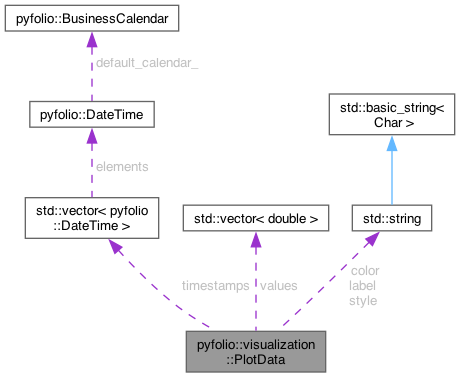 pyfolio::BusinessCalendar
default_calendar_
pyfolio::DateTime
std::basic_string<
Char >
elements
std::vector< pyfolio
::DateTime >
std::vector< double >
std::string
timestamps
values
color
label
style
pyfolio::visualization
::PlotData